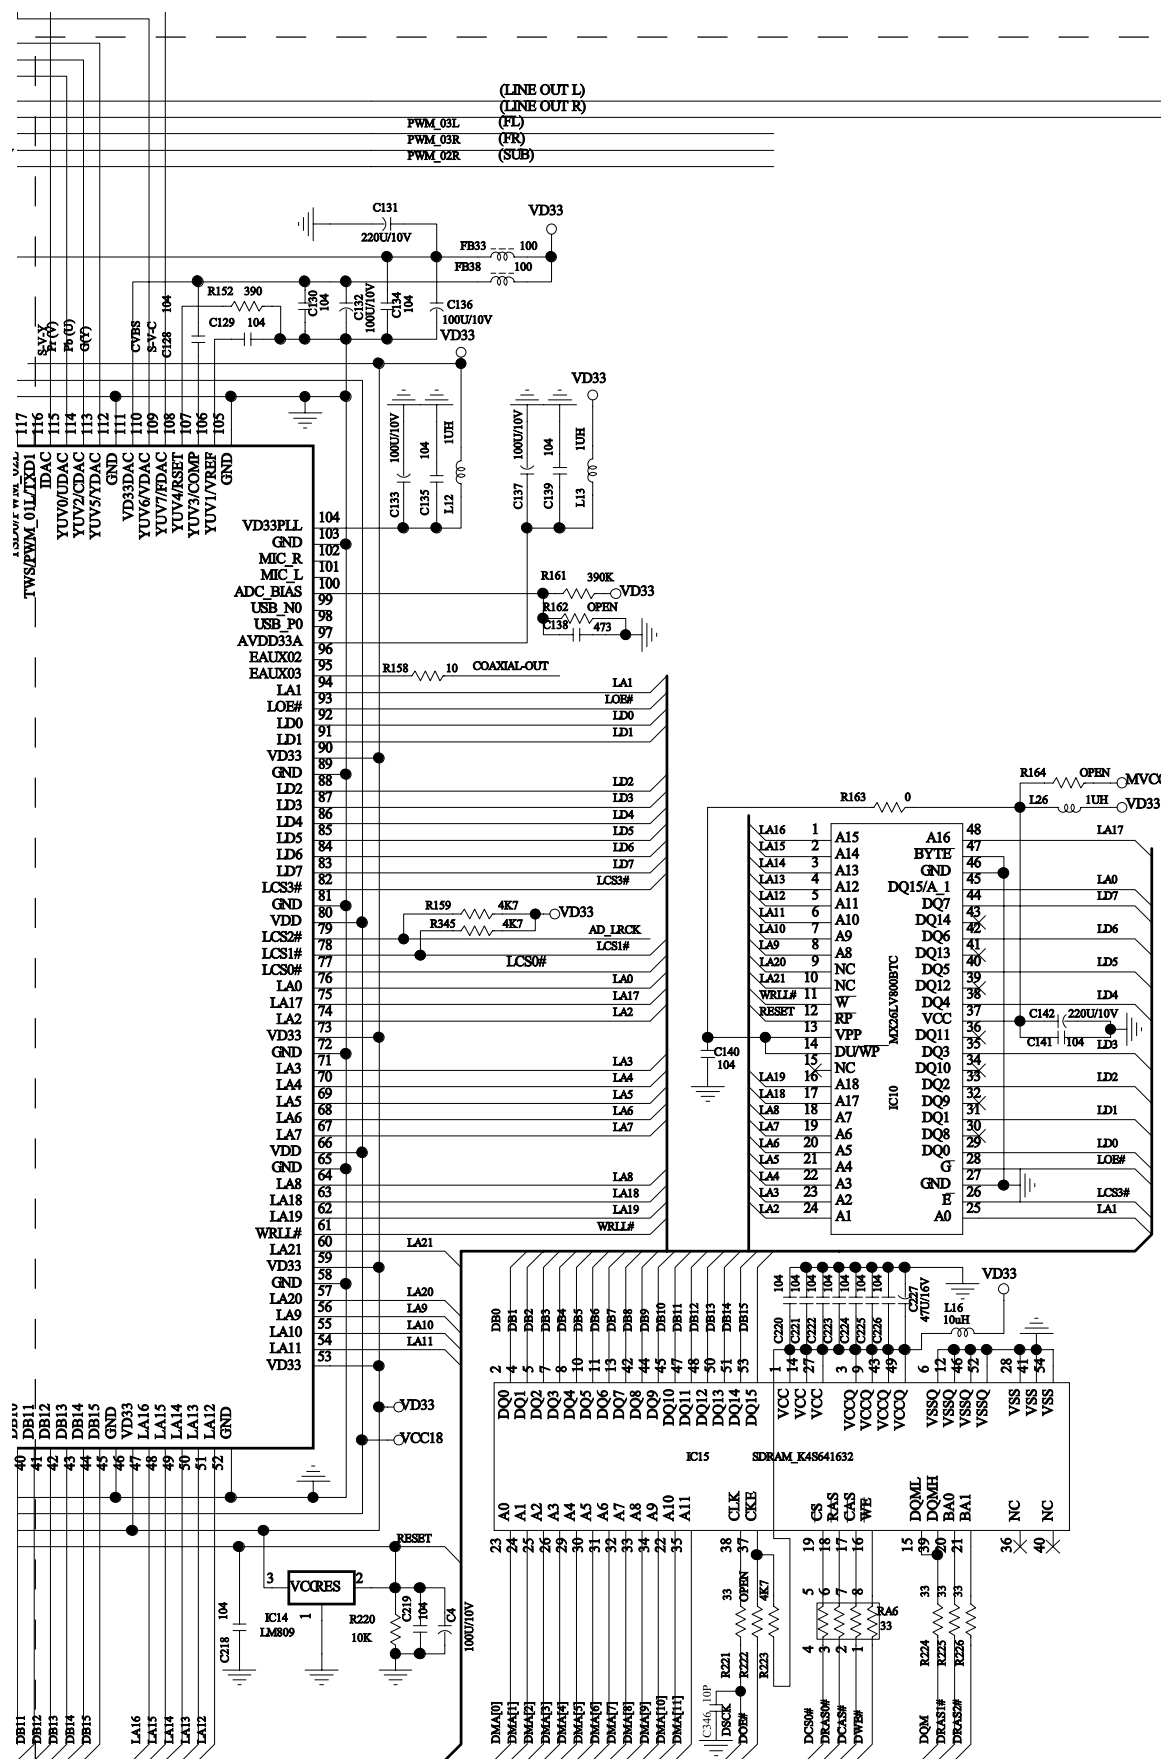 (LINE OUT L)
(LINE OUT R)
PWM_03L (FL)
PWM_03R (FR)
PWM_02R (SUB)
C131
220U/10V
VD33
FB33 100
FB38 100
R152 390
C129 104
C128 104
C130 104
C132 100U/10V
C134 104
C136
100U/10V
VD33
S-V-Y
Pr (V)
Pb (U)
G(Y)
CVBS
S-V-C
VD33
117 116 115 114 113 112 111 110 109 108 107 106 105
TWS/PWM_01L/TXD1
IDAC
YUV0/UDAC
YUV2/CDAC
YUV5/YDAC
GND
VD33DAC
YUV6/VDAC
YUV7/FDAC
YUV4/RSET
YUV3/COMP
YUV1/VREF
GND
100U/10V C133
104 C135
1UH L12
100U/10V C137
104 C139
1UH L13
VD33PLL 104
GND 103
MIC_R 102
MIC_L 101
ADC_BIAS 100
USB_N0 99
USB_P0 98
AVDD33A 97
EAUX02 96
EAUX03 95
LA1 94
LOE# 93
LD0 92
LD1 91
VD33 90
GND 89
LD2 88
LD3 87
LD4 86
LD5 85
LD6 84
LD7 83
LCS3# 82
GND 81
VDD 80
LCS2# 79
LCS1# 78
LCS0# 77
LA0 76
LA17 75
LA2 74
VD33 73
GND 72
LA3 71
LA4 70
LA5 69
LA6 68
LA7 67
VDD 66
GND 65
LA8 64
LA18 63
LA19 62
WRLL# 61
LA21 60
VD33 59
GND 58
LA20 57
LA9 56
LA10 55
LA11 54
VD33 53
R161 390K VD33
R162 OPEN
C138 473
R158 10 COAXIAL-OUT
LA1
LOE#
LD0
LD1
LD2
LD3
LD4
LD5
LD6
LD7
LCS3#
R159 4K7 VD33
R345 4K7
AD_LRCK
LCS1#
LCS0#
LA0
LA17
LA2
LA3
LA4
LA5
LA6
LA7
LA8
LA18
LA19
WRLL#
LA21
LA20
LA9
LA10
LA11
R164 OPEN
R163 0
L26 1UH VD33
LA16 1 A15
LA15 2 A14
LA14 3 A13
LA13 4 A12
LA12 5 A11
LA11 6 A10
LA10 7 A9
LA9 8 A8
LA20 9 NC
LA21 10 NC
WRLL# 11 W
RESET 12 RP
13 VPP
14 DU/WP
15 NC
LA19 16 A18
LA18 17 A17
LA8 18 A7
LA7 19 A6
LA6 20 A5
LA5 21 A4
LA4 22 A3
LA3 23 A2
LA2 24 A1
MX26LV800BTC
IC10
A16 48 LA17
BYTE 47
GND 46
DQ15/A_1 45 LA0
DQ7 44 LD7
DQ14 43
DQ6 42 LD6
DQ13 41
DQ5 40 LD5
DQ12 39
DQ4 38 LD4
VCC 37
DQ11 36
DQ3 35 LD3
DQ10 34
DQ2 33 LD2
DQ9 32
DQ1 31 LD1
DQ8 30
DQ0 29 LD0
G 28 LOE#
GND 27
E 26 LCS3#
A0 25 LA1
C142 220U/10V
C141 104
C140
104
DB0 DB1 DB2 DB3 DB4 DB5 DB6 DB7 DB8 DB9 DB10 DB11 DB12 DB13 DB14 DB15
104 104 104 104 104 104 104
C220 C221 C222 C223 C224 C225 C226
C227 47U/16V
L16
10uH
VD33
2 4 5 7 8 10 11 13 42 44 45 47 48 50 51 53 1 14 27 3 9 43 49 6 12 46 52 28 41 54
DQ0 DQ1 DQ2 DQ3 DQ4 DQ5 DQ6 DQ7 DQ8 DQ9 DQ10 DQ11 DQ12 DQ13 DQ14 DQ15 VCC VCC VCC VCCQ VCCQ VCCQ VCCQ VSSQ VSSQ VSSQ VSSQ VSS VSS VSS
IC15 SDRAM_K4S641632
A0 A1 A2 A3 A4 A5 A6 A7 A8 A9 A10 A11 CLK CKE CS RAS CAS WE DQML DQMH BA0 BA1 NC NC
23 24 25 26 29 30 31 32 33 34 22 35 38 37 19 18 17 16 15 39 20 21 36 40
DB11 DB12 DB13 DB14 DB15 GND VD33 LA16 LA15 LA14 LA13 LA12 GND
40 41 42 43 44 45 46 47 48 49 50 51 52
VD33
VCC18
RESET
3 VCC RES 2
1
IC14
LM809
104 C218
R220
10K
C219 104
C4 100U/10V
33 OPEN 4K7
R221 R222 R223
5 6 7 8
RA6
33
4 3 2 1
33 33 33
R224 R225 R226
C346 10P
DB11 DB12 DB13 DB14 DB15 LA16 LA15 LA14 LA13 LA12
DMA[0] DMA[1] DMA[2] DMA[3] DMA[4] DMA[5] DMA[6] DMA[7] DMA[8] DMA[9] DMA[10] DMA[11]
DSCK DOE# DCS0# DRAS0# DCAS# DWE# DQM DRAS1# DRAS2#